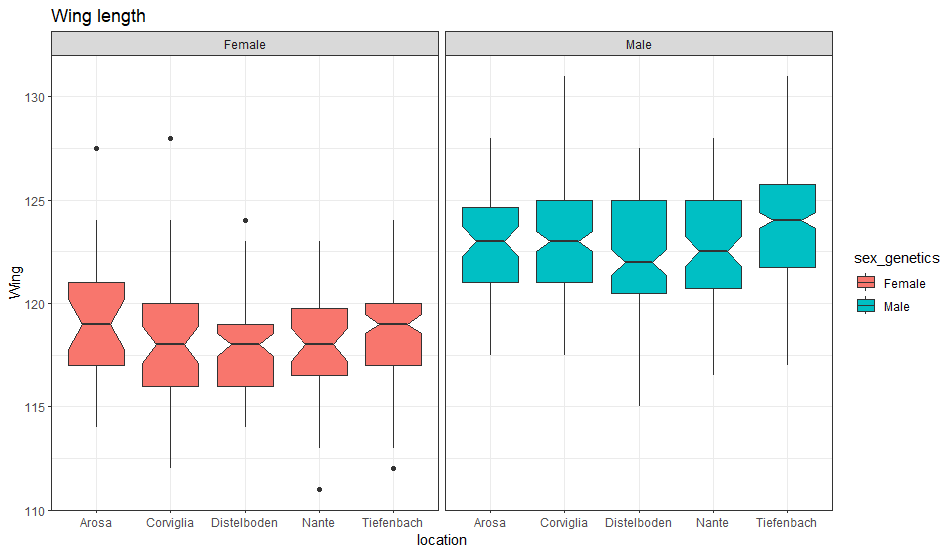 Wing length
Female Male
130
125
120
115
110
Wing
Arosa Corviglia Distelboden Nante Tiefenbach Arosa Corviglia Distelboden Nante Tiefenbach
location
sex_genetics
Female
Male